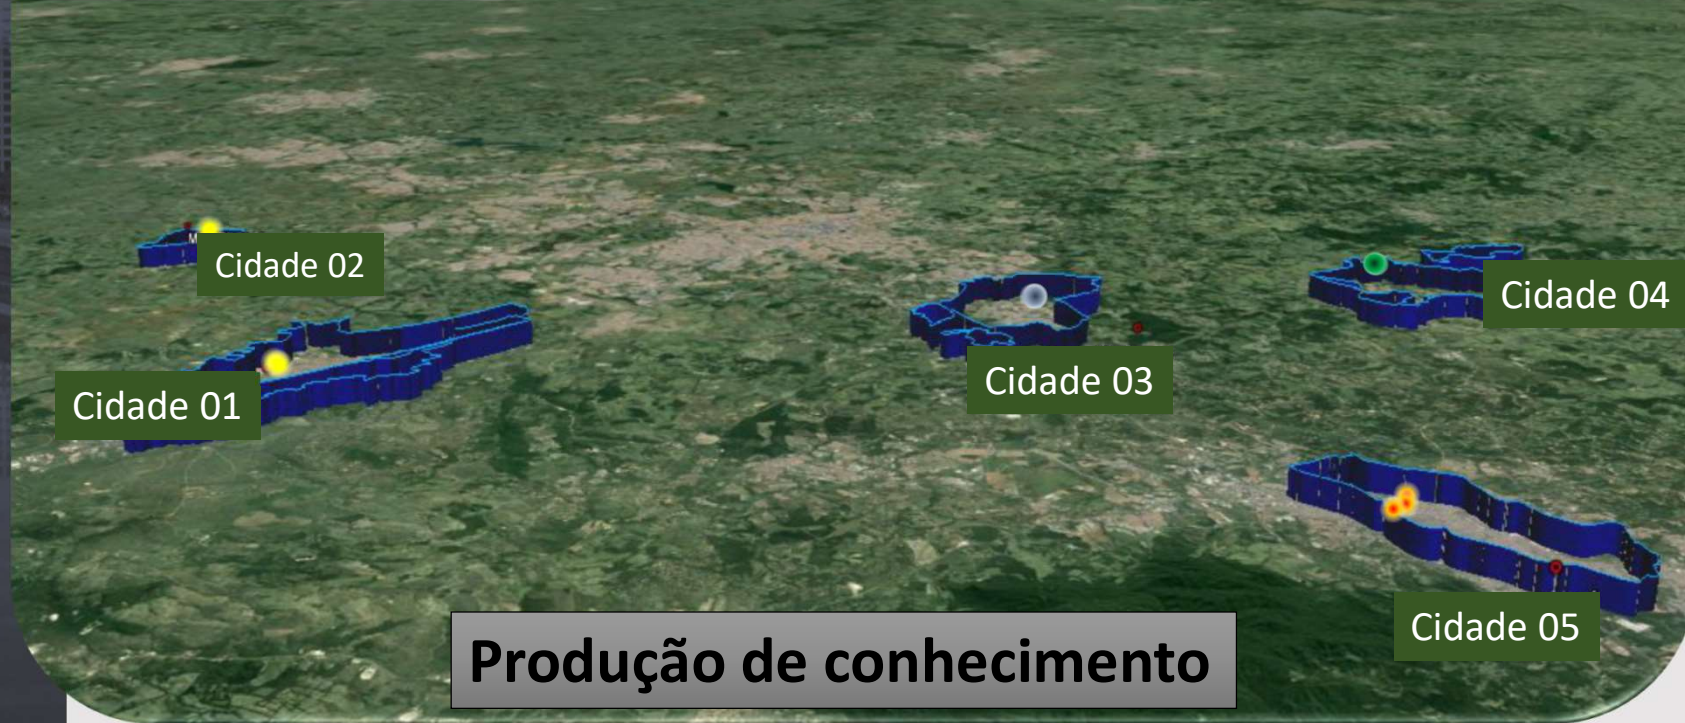 Cidade 02
Cidade 04
Cidade 03
Cidade 01
Cidade 05
Produção de conhecimento